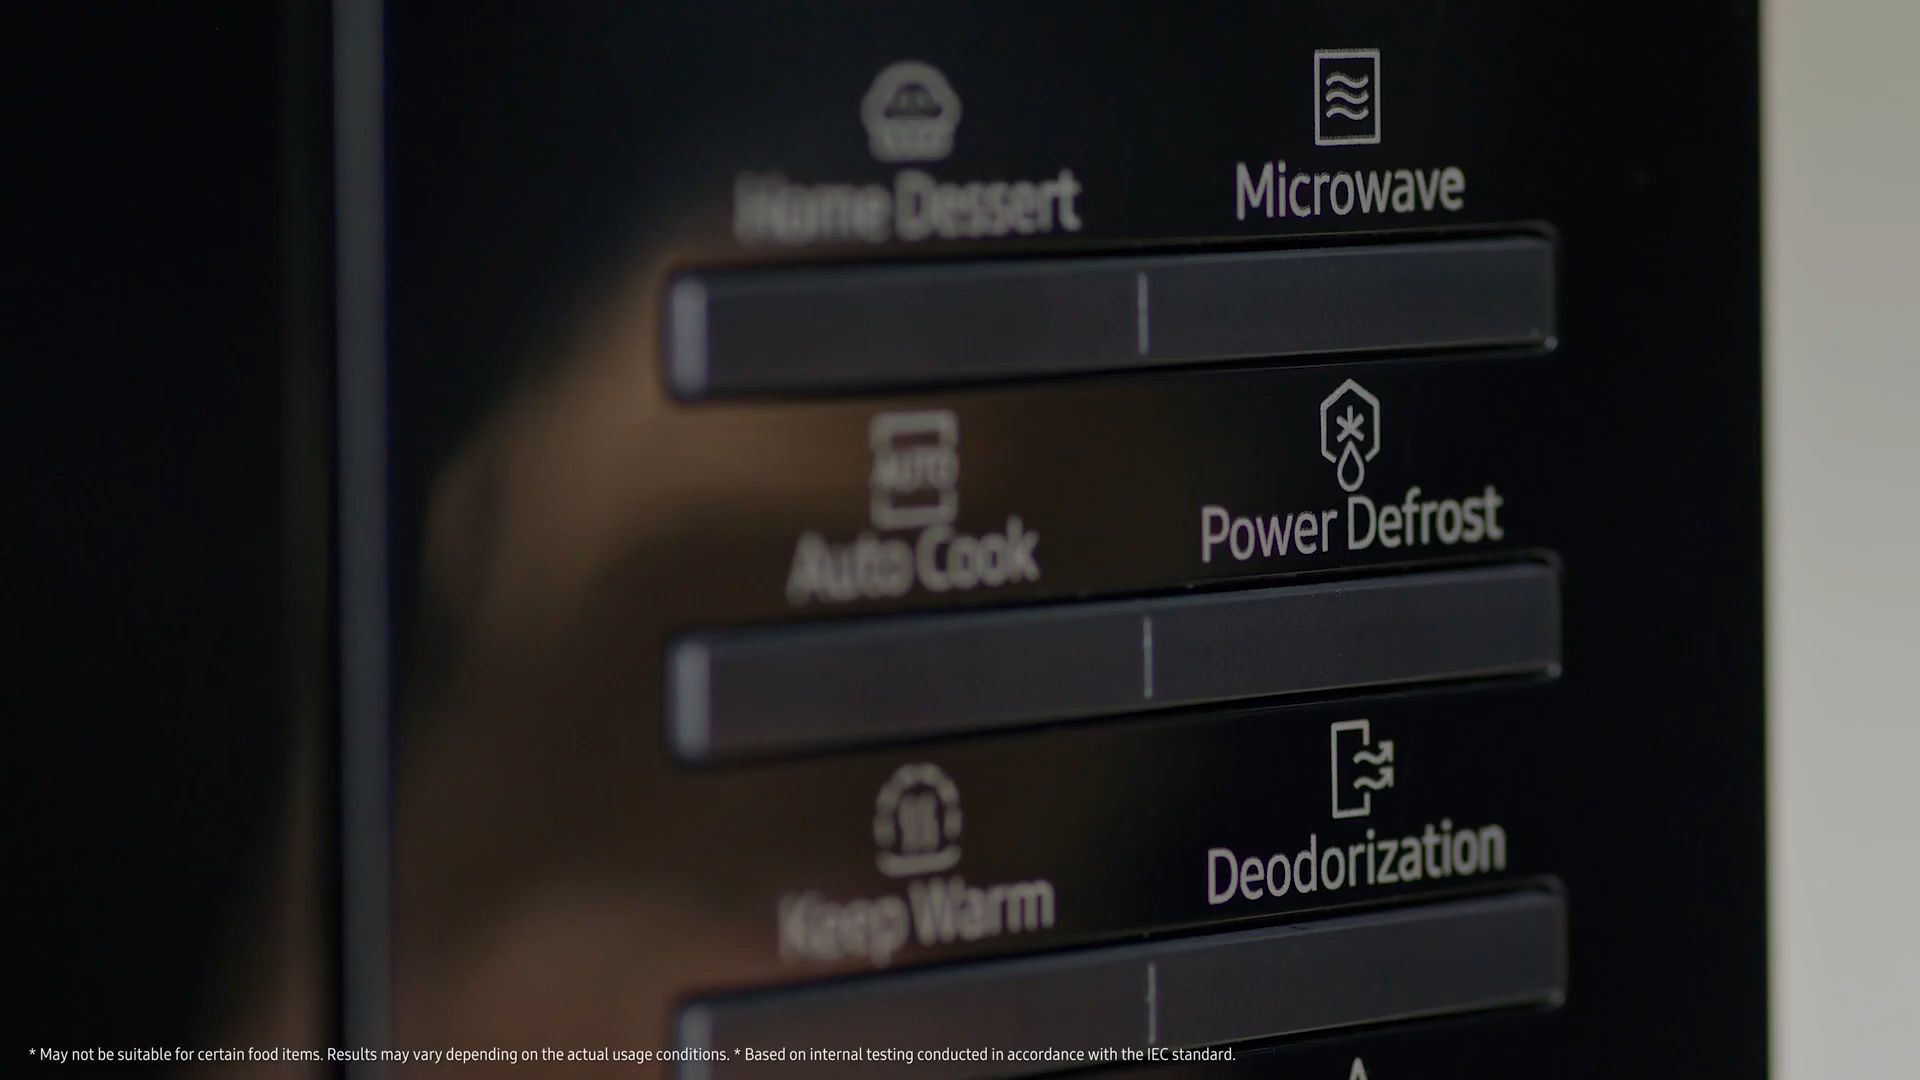 Home Dessert
Microwave
AUTO
Auto Cook
Power Defrost
Keep Warm
Deodorization
* May not be suitable for certain food items. Results may vary depending on the actual usage conditions. * Based on internal testing conducted in accordance with the IEC standard.